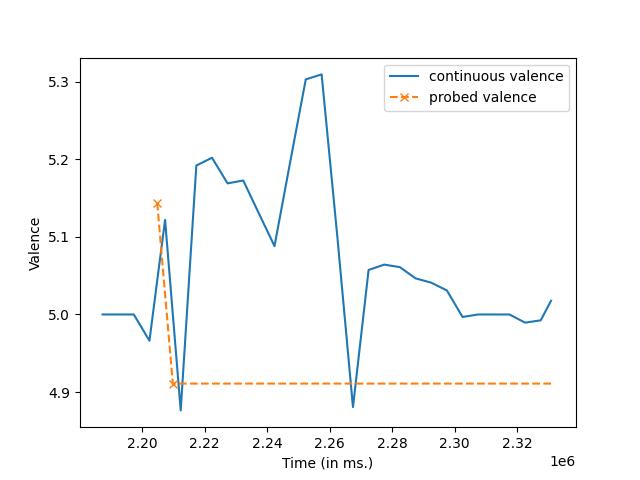 continuous valence
probed valence
5.3
5.2
5.1
5.0
4.9
Valence
2.20 2.22 2.24 2.26 2.28 2.30 2.32
1e6
Time (in ms.)